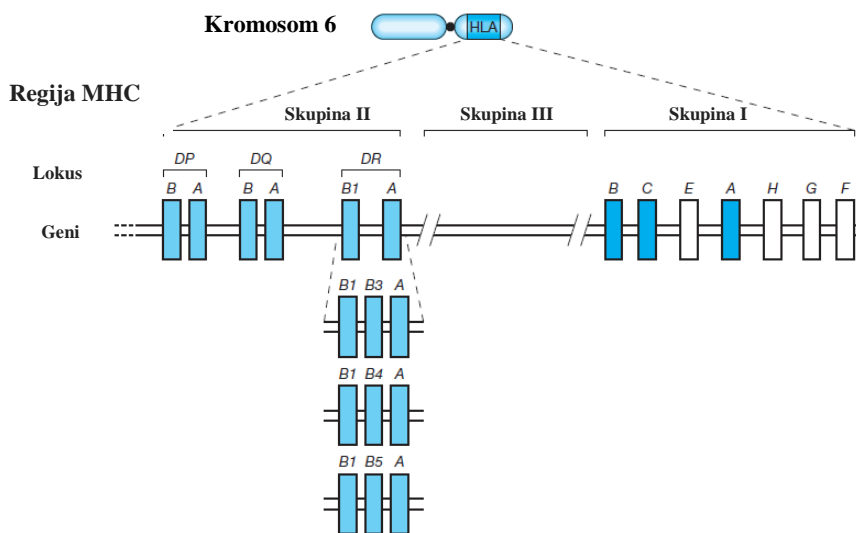 Kromosom 6
HLA
Regija MHC
Skupina II Skupina III Skupina I
DP DQ DR
Lokus
B A B A B1 A B C E A H G F
Geni
B1 B3 A
B1 B4 A
B1 B5 A